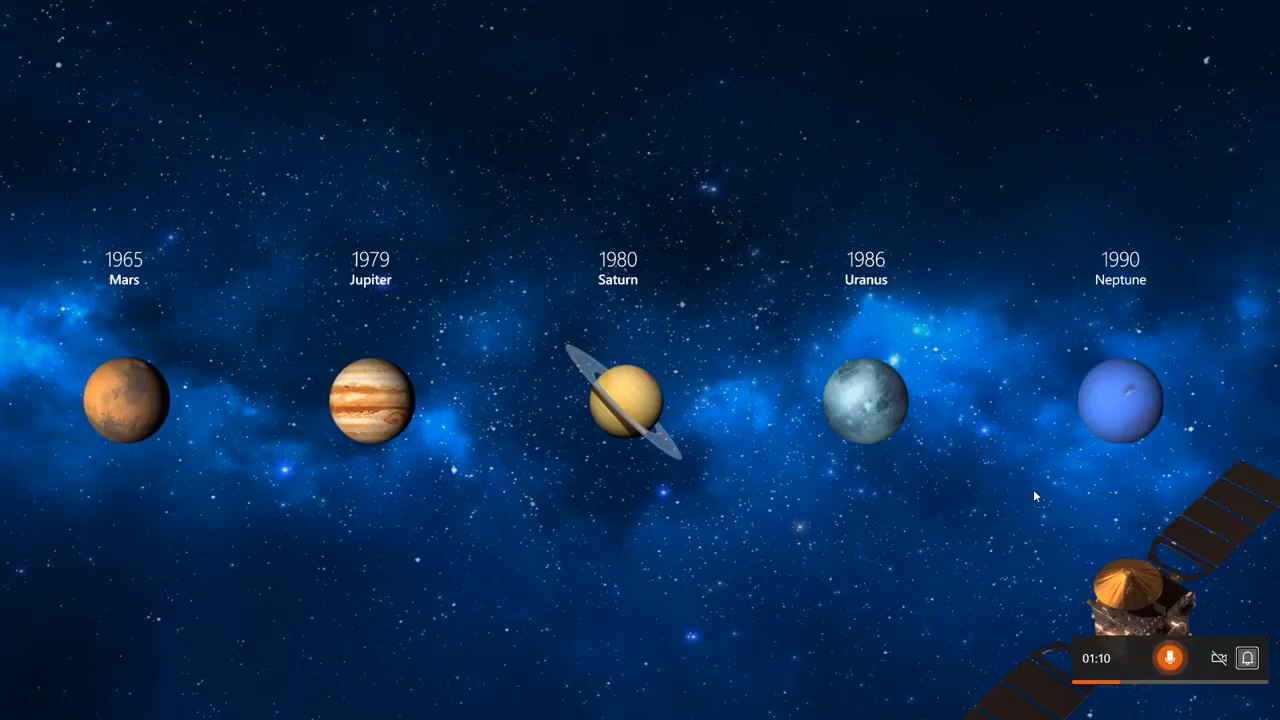 1965
Mars
1979
Jupiter
1980
Saturn
1986
Uranus
1990
Neptune
01:10